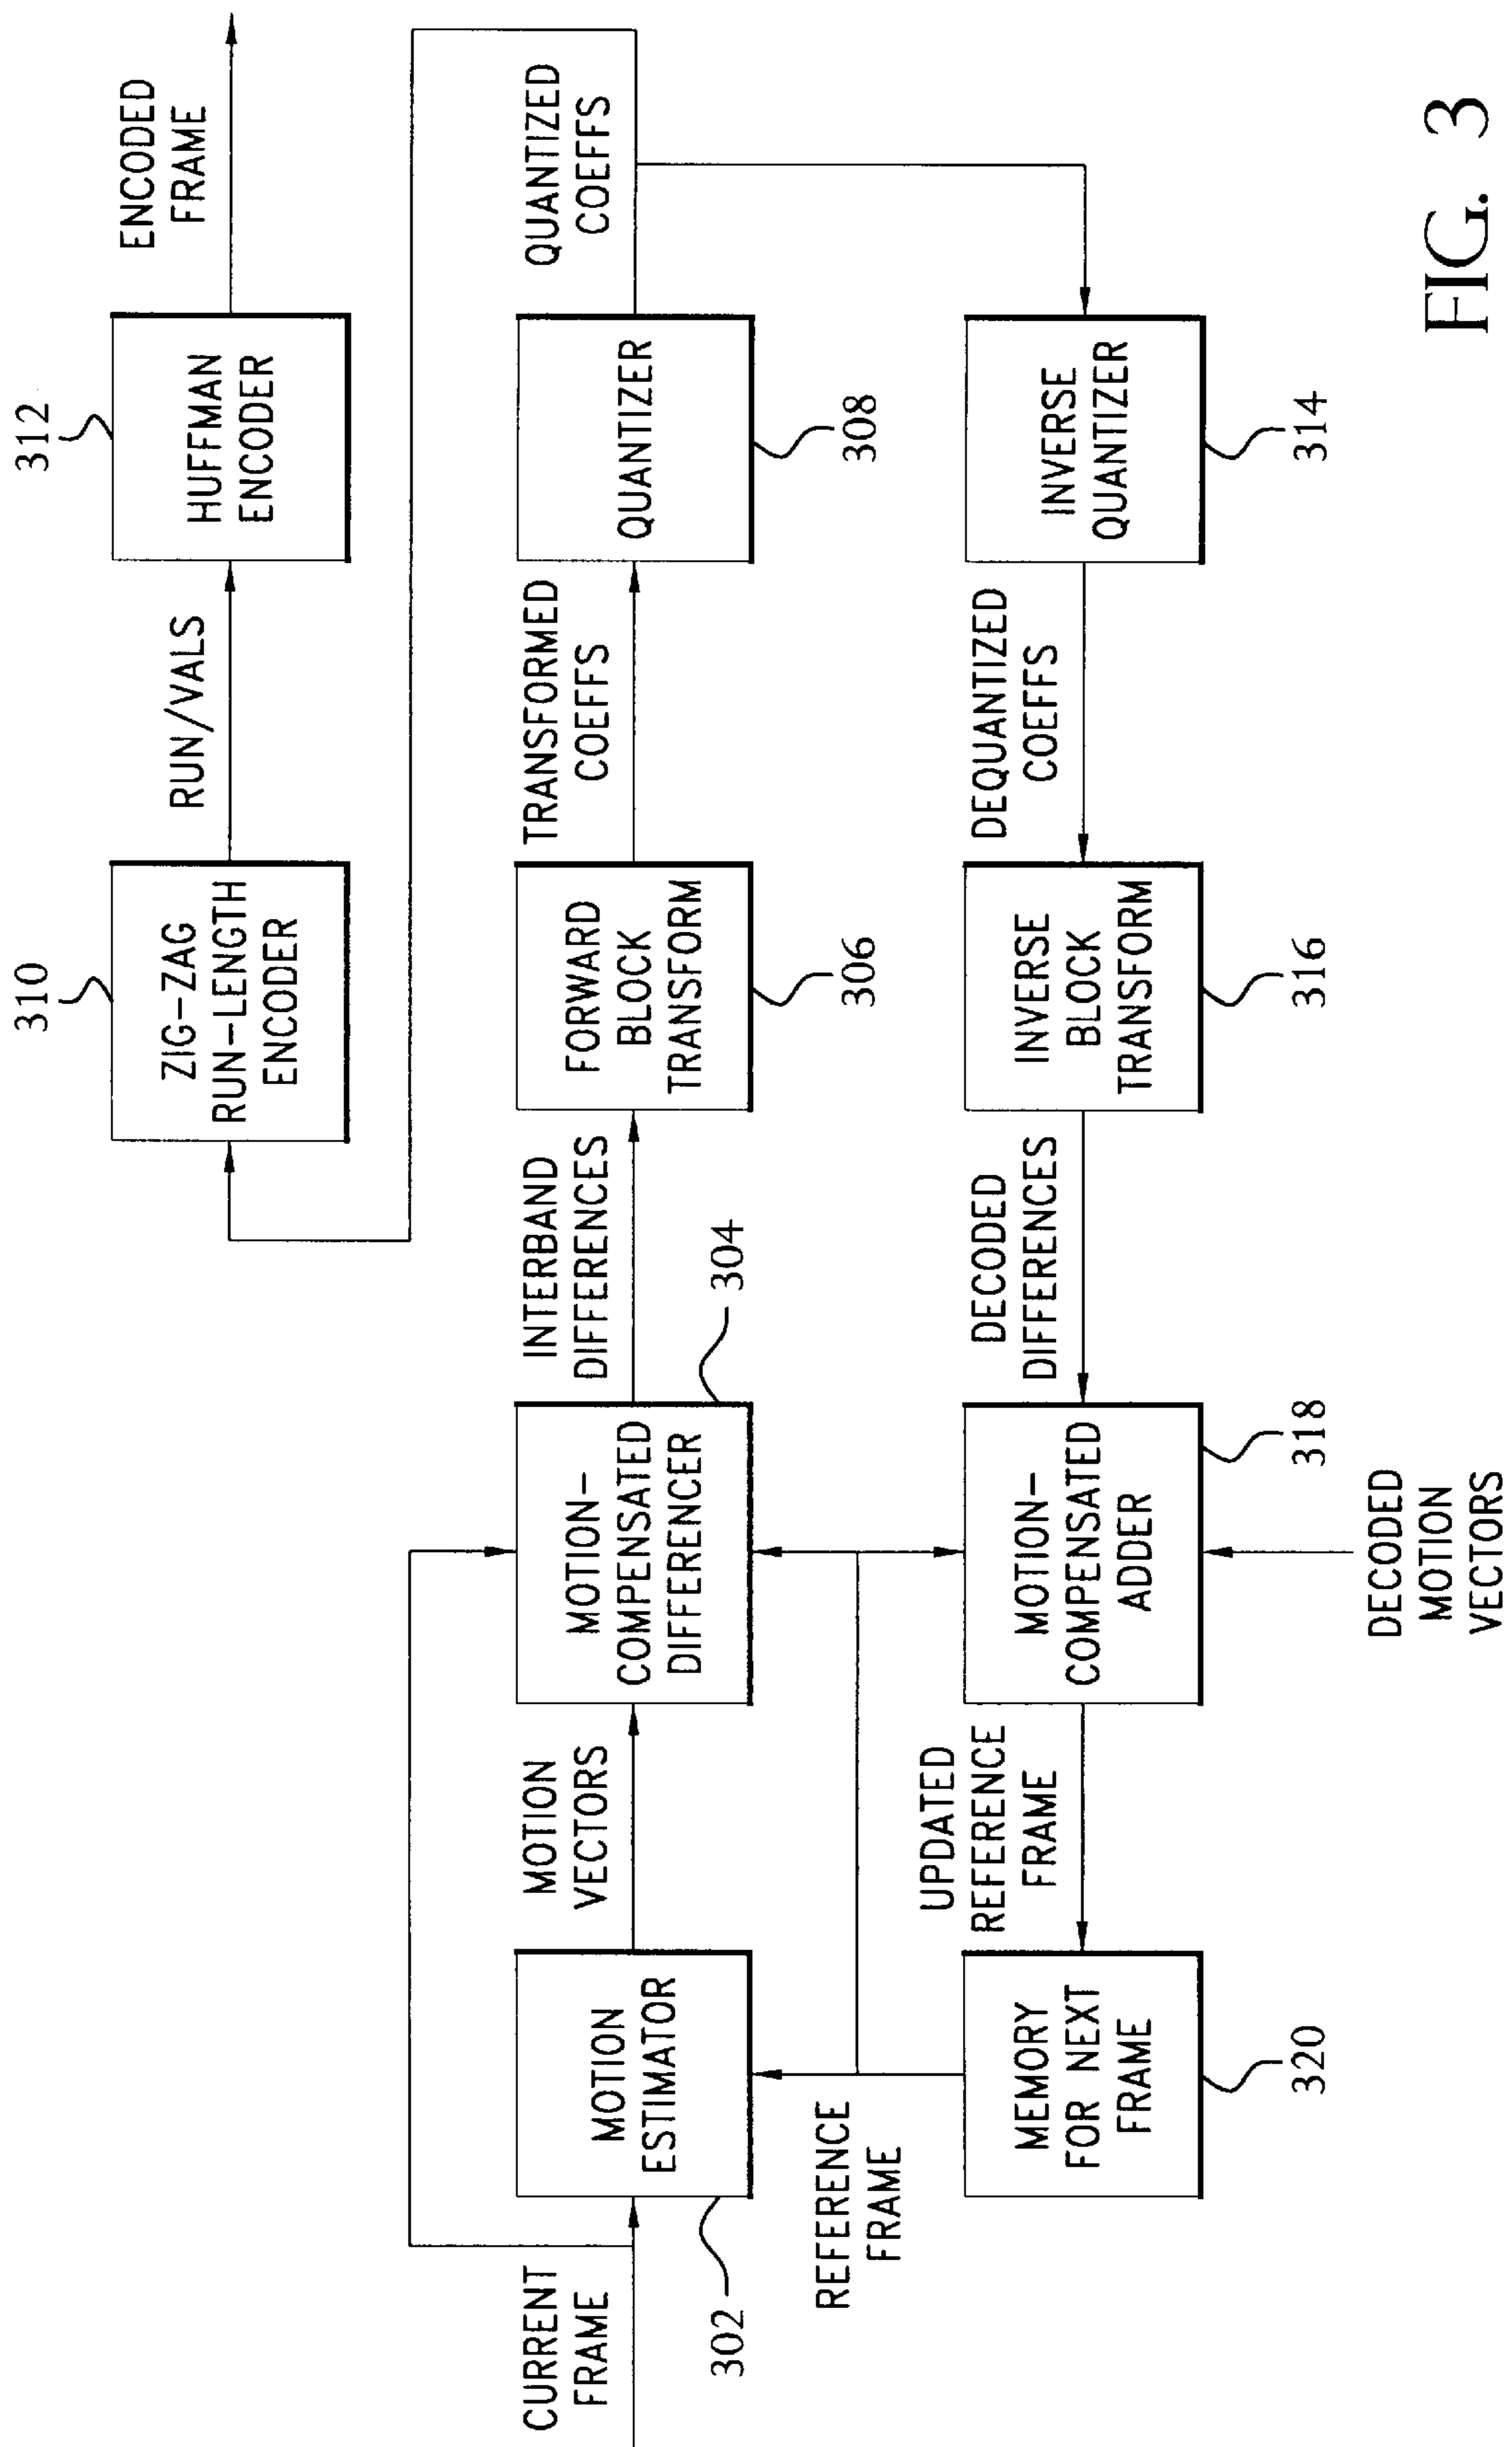 310
ZIG-ZAG
RUN-LENGTH
ENCODER
RUN/VALS
312
HUFFMAN
ENCODER
ENCODED
FRAME
CURRENT
FRAME
302
MOTION
ESTIMATOR
MOTION
VECTORS
MOTION-
COMPENSATED
DIFFERENCER
304
INTERBAND
DIFFERENCES
FORWARD
BLOCK
TRANSFORM
306
TRANSFORMED
COEFFS
QUANTIZER
308
QUANTIZED
COEFFS
REFERENCE
FRAME
MEMORY
FOR NEXT
FRAME
320
UPDATED
REFERENCE
FRAME
MOTION-
COMPENSATED
ADDER
318
DECODED
MOTION
VECTORS
DECODED
DIFFERENCES
INVERSE
BLOCK
TRANSFORM
316
DEQUANTIZED
COEFFS
INVERSE
QUANTIZER
314
FIG. 3